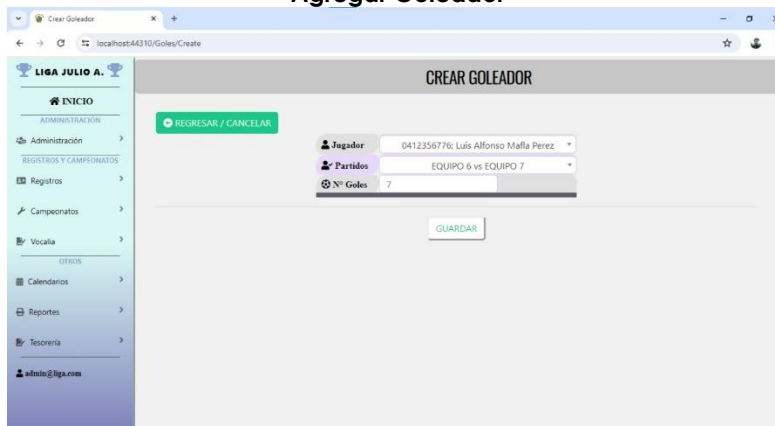 Agregar Goleador
Crear Goleador
localhost:44310/Goles/Create
LIGA JULIO A.
CREAR GOLEADOR
INICIO
ADMINISTRACIÓN
REGRESAR / CANCELAR
Administración
Jugador 0412356776; Luis Alfonso Mafla Perez
REGISTROS Y CAMPEONATOS
Partidos EQUIPO 6 vs EQUIPO 7
Registros
Nº Goles 7
Campeonatos
GUARDAR
Vocalia
OTROS
Calendarios
Reportes
Tesorería
admin@liga.com